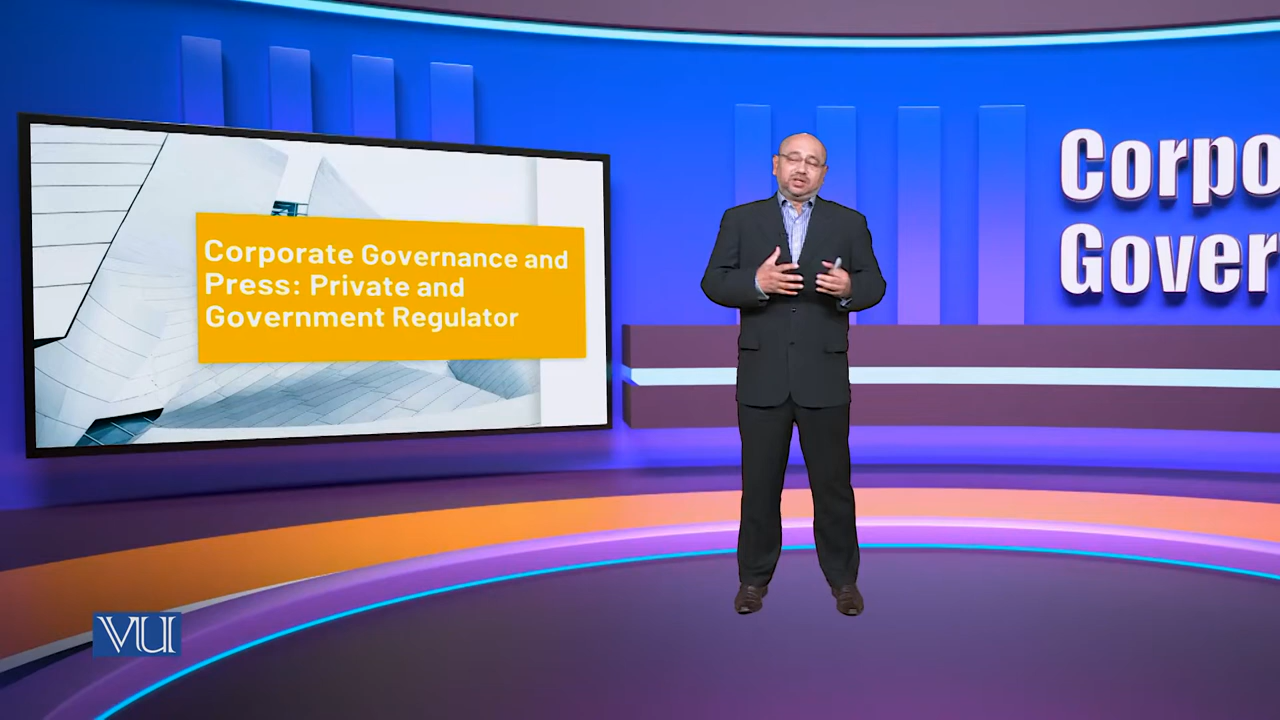 Corporate Governance and
Press: Private and
Government Regulator
Corpo
Gover
VU